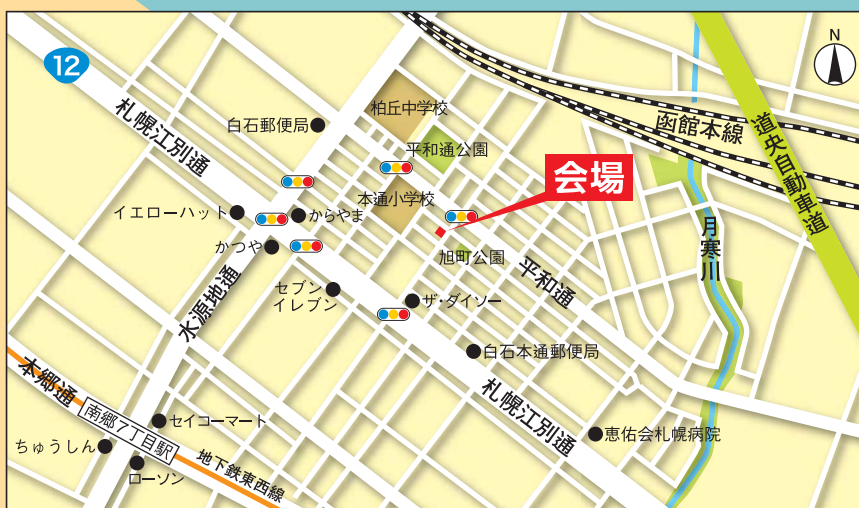 N
12
札幌江別通
白石郵便局
柏丘中学校
平和通公園
函館本線
道央自動車道
会場
イエローハット
からやま
本通小学校
かつや
旭町公園
平和通
月寒川
水源地通
セブン
イレブン
ザ・ダイソー
白石本通郵便局
札幌江別通
本郷通
南郷7丁目駅
セイコーマート
恵佑会札幌病院
ちゅうしん
ローソン
地下鉄東西線